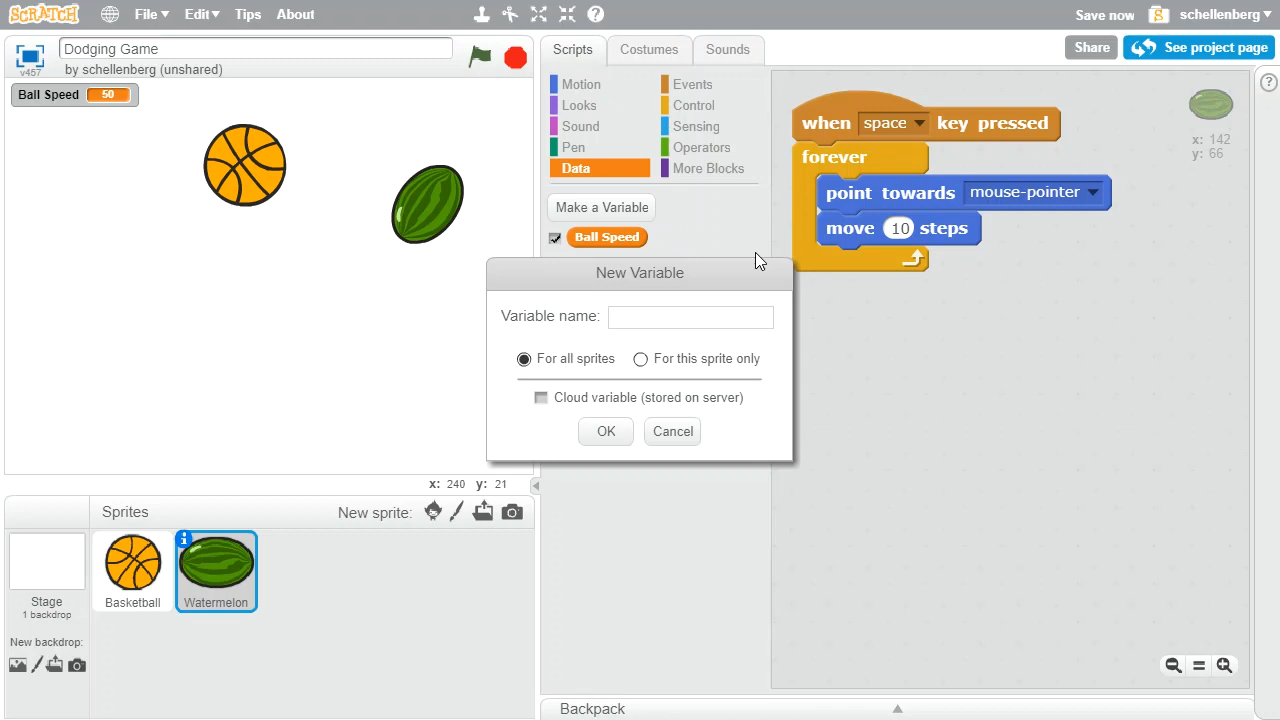 SCRATCH File Edit Tips About Save now schellenberg
v457
Dodging Game
by schellenberg (unshared)
Scripts Costumes Sounds
Share See project page
Ball Speed 50
Motion Events
Looks Control
Sound Sensing
Pen Operators
Data More Blocks
Make a Variable
Ball Speed
when space key pressed
forever
point towards mouse-pointer
move 10 steps
x: 142
y: 66
New Variable
Variable name:
For all sprites For this sprite only
Cloud variable (stored on server)
OK Cancel
x: 240 y: 21
Sprites New sprite:
Stage
1 backdrop
New backdrop:
Basketball Watermelon
Backpack